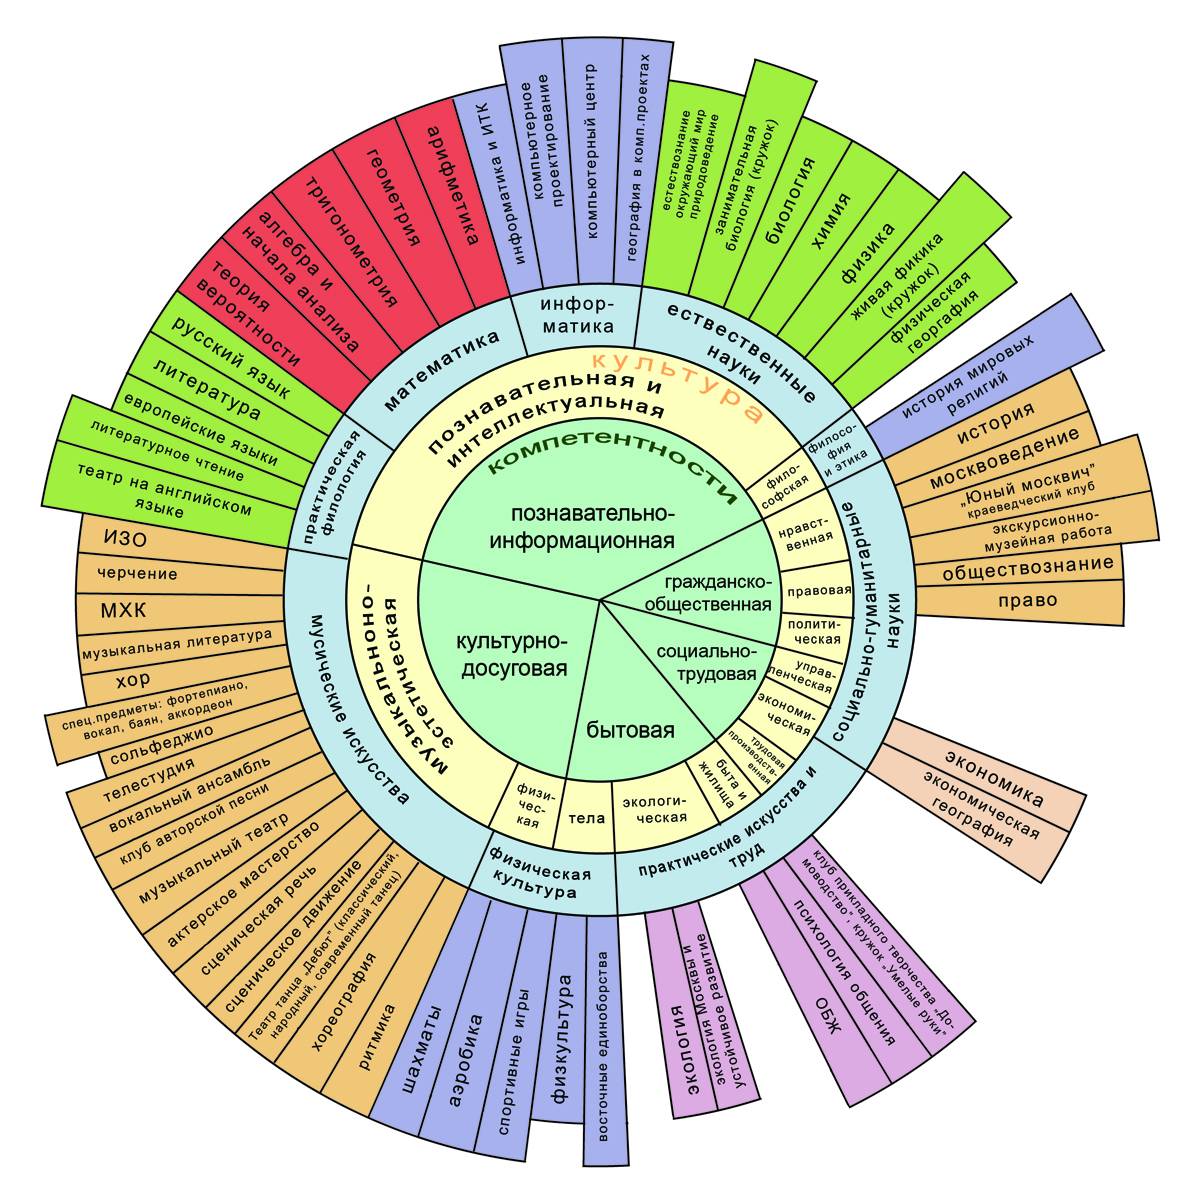 компетентности
познавательно-
информационная
гражданско-
общественная
социально-
трудовая
бытовая
культурно-
досуговая
культура
познавательная и
интеллектуальная
фило-
софская
нравст-
венная
правовая
полити-
ческая
управ-
ленческая
экономи-
ческая
трудовая
производств-
енная
быта и
жилища
экологи-
ческая
тела
физи-
чес-
кая
музыкальноно-
эстетическая
математика
инфор-
матика
естественные
науки
филосо-
фия
и этика
социально-гуманитарные
науки
практические искусства и
труд
физическая
культура
мусические искусства
практическая
филология
теория
вероятности
алгебра и
начала анализа
тригонометрия
геометрия
арифметика
информатика и ИТК
компьютерное
проектирование
компьютерный центр
география в комп.проектах
естествознание
окружающий мир
природоведение
занимательная
биология (кружок)
биология
химия
физика
живая фикика
(кружок)
физическая
георгафия
история мировых
религий
история
москвоведение
„Юный москвич”
краеведческий клуб
экскурсионно-
музейная работа
обществознание
право
экономика
экономическая
география
клуб прикладного творчества „До-
моводство”, кружок „Умелые руки”
психология общения
ОБЖ
экология Москвы и
устойчивое развитие
экология
восточные единоборства
физкультура
спортивные игры
аэробика
шахматы
ритмика
хореография
Театр танца „Дебют” (классический,
народный, современный танец)
сценическое движение
сценическая речь
актерское мастерство
музыкальный театр
клуб авторской песни
вокальный ансамбль
телестудия
сольфеджио
спец.предметы: фортепиано,
вокал, баян, аккордеон
хор
музыкальная литература
МХК
черчение
ИЗО
театр на английском
языке
литературное чтение
европейские языки
литература
русский язык